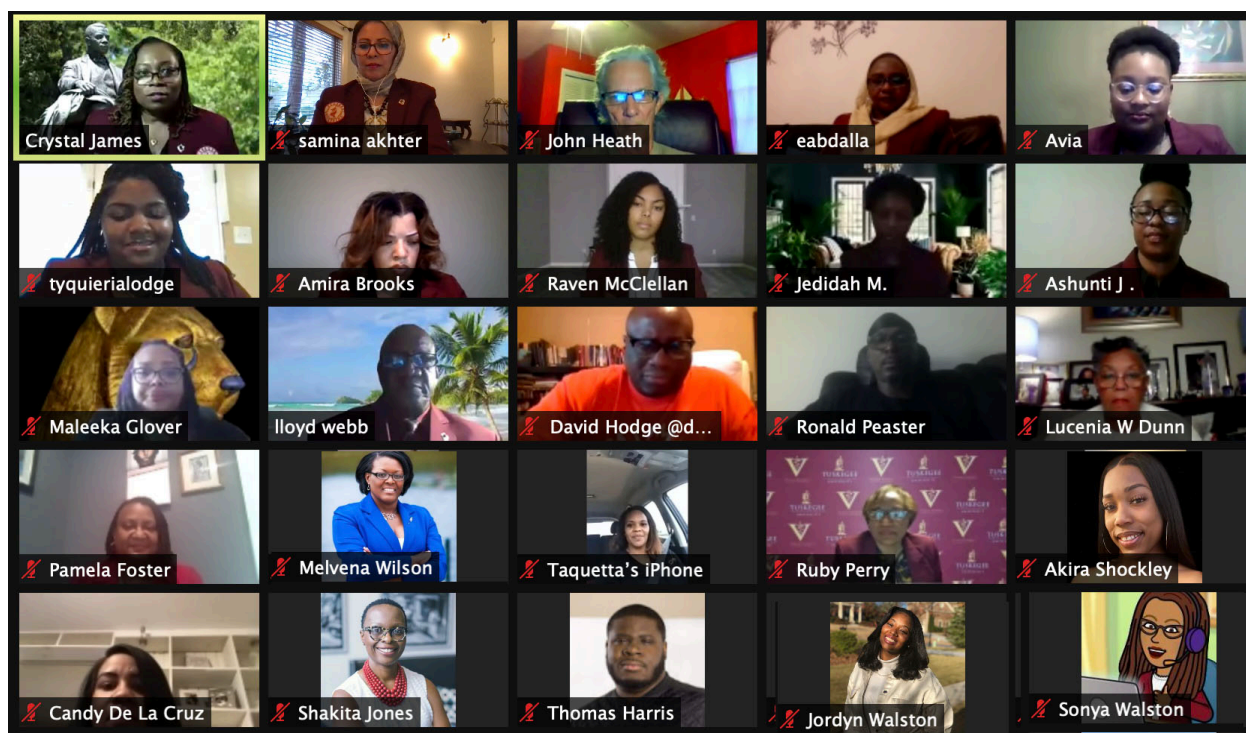 Crystal James
samina akhter
John Heath
eabdalla
Avia
tyquierialodge
Amira Brooks
Raven McClellan
Jedidah M.
Ashunti J .
Maleeka Glover
lloyd webb
David Hodge @d...
Ronald Peaster
Lucenia W Dunn
Pamela Foster
Melvena Wilson
Taquetta's iPhone
TUSKEGEE
Ruby Perry
Akira Shockley
Candy De La Cruz
Shakita Jones
Thomas Harris
Jordyn Walston
Sonya Walston